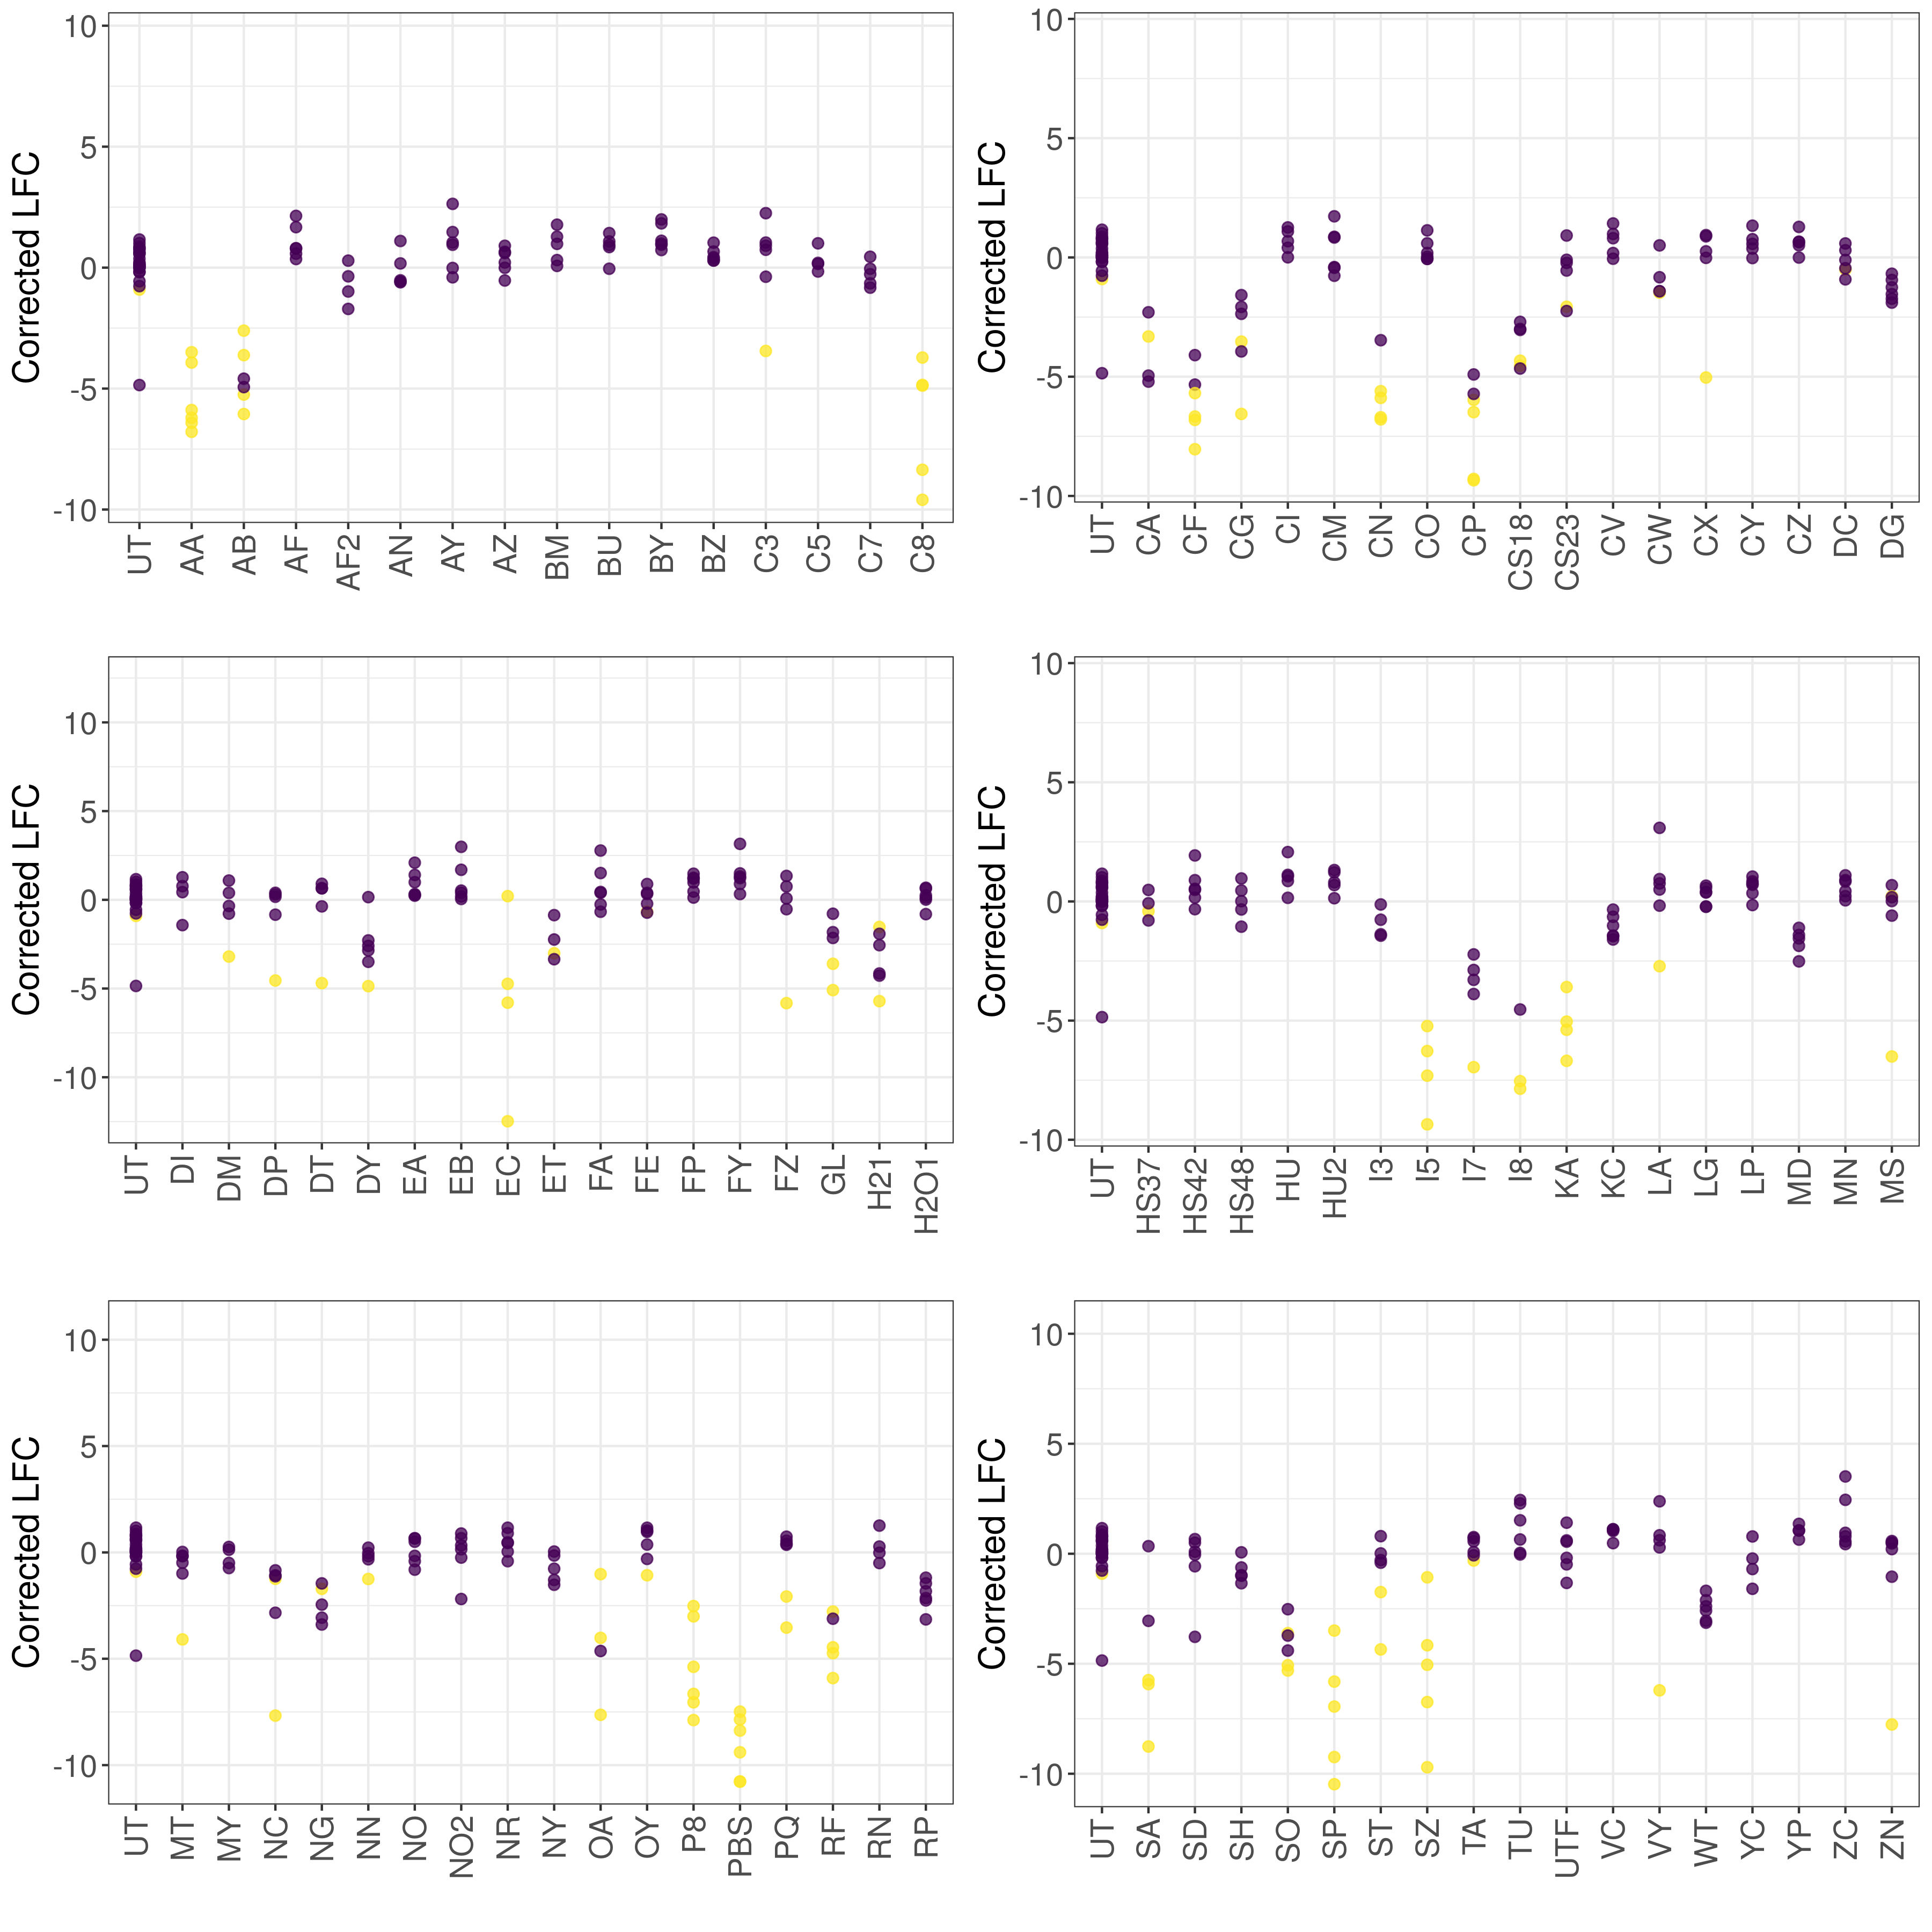 Corrected LFC
10
5
0
-5
-10
UT AA AB AF AF2 AN AY AZ BM BU BY BZ C3 C5 C7 C8
Corrected LFC
10
5
0
-5
-10
UT CA CF CG CI CM CN CO CP CS18 CS23 CV CW CX CY CZ DC DG
Corrected LFC
10
5
0
-5
-10
UT DI DM DP DT DY EA EB EC ET FA FE FP FY FZ GL H21 H2O1
Corrected LFC
10
5
0
-5
-10
UT HS37 HS42 HS48 HU HU2 I3 I5 I7 I8 KA KC LA LG LP MD MN MS
Corrected LFC
10
5
0
-5
-10
UT MT MY NC NG NN NO NO2 NR NY OA OY P8 PBS PQ RF RN RP
Corrected LFC
10
5
0
-5
-10
UT SA SD SH SO SP ST SZ TA TU UTF VC VY WT YC YP ZC ZN